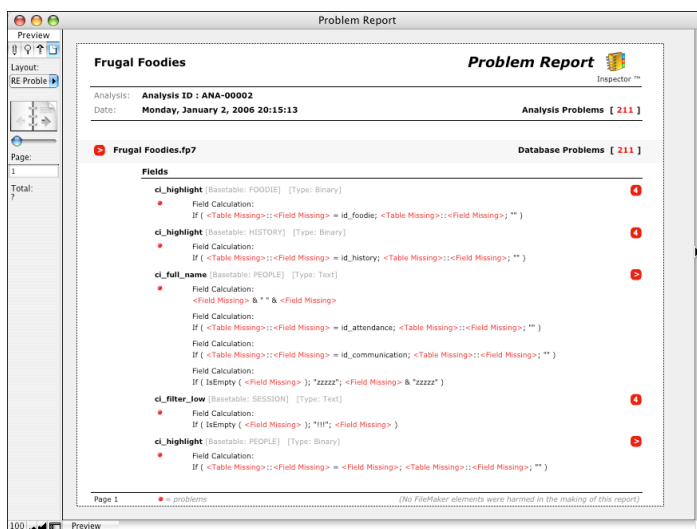 Problem Report
Preview
Layout:
RE Proble
Page:
1
Total:
?
Frugal Foodies
Problem Report
Inspector ™
Analysis: Analysis ID : ANA-00002
Date: Monday, January 2, 2006 20:15:13 Analysis Problems [ 211 ]
> Frugal Foodies.fp7 Database Problems [ 211 ]
Fields
ci_highlight [Basetable: FOODIE] [Type: Binary] 4
Field Calculation:
If ( <Table Missing>::<Field Missing> = id_foodie; <Table Missing>::<Field Missing>; "" )
ci_highlight [Basetable: HISTORY] [Type: Binary] 4
Field Calculation:
If ( <Table Missing>::<Field Missing> = id_history; <Table Missing>::<Field Missing>; "" )
ci_full_name [Basetable: PEOPLE] [Type: Text] >
Field Calculation:
<Field Missing> & " " & <Field Missing>
Field Calculation:
If ( <Table Missing>::<Field Missing> = id_attendance; <Table Missing>::<Field Missing>; "" )
Field Calculation:
If ( <Table Missing>::<Field Missing> = id_communication; <Table Missing>::<Field Missing>; "" )
Field Calculation:
If ( IsEmpty ( <Field Missing> ); "zzzzz"; <Field Missing> & "zzzzz" )
ci_filter_low [Basetable: SESSION] [Type: Text] 4
Field Calculation:
If ( IsEmpty ( <Field Missing> ); "!!!"; <Field Missing> )
ci_highlight [Basetable: PEOPLE] [Type: Binary] >
Field Calculation:
If ( <Table Missing>::<Field Missing> = <Field Missing>; <Table Missing>::<Field Missing>; "" )
Page 1 = problems (No FileMaker elements were harmed in the making of this report)
100 Preview